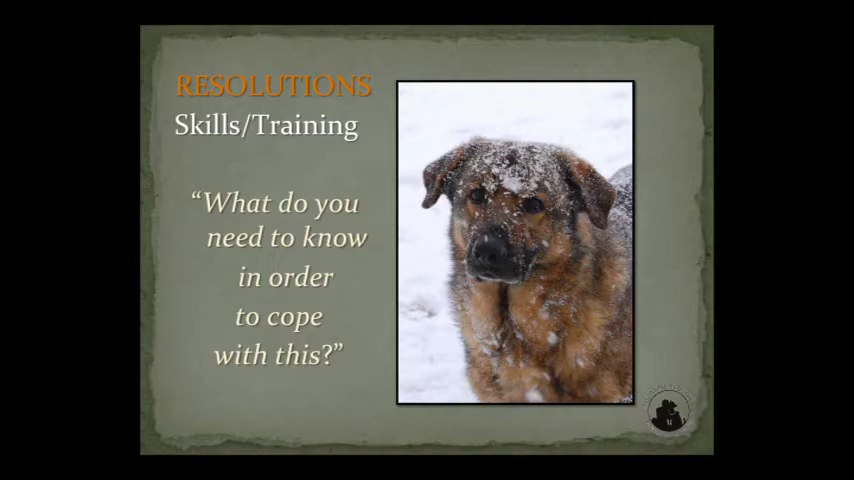 RESOLUTIONS
Skills/Training
“What do you
need to know
in order
to cope
with this?”
M